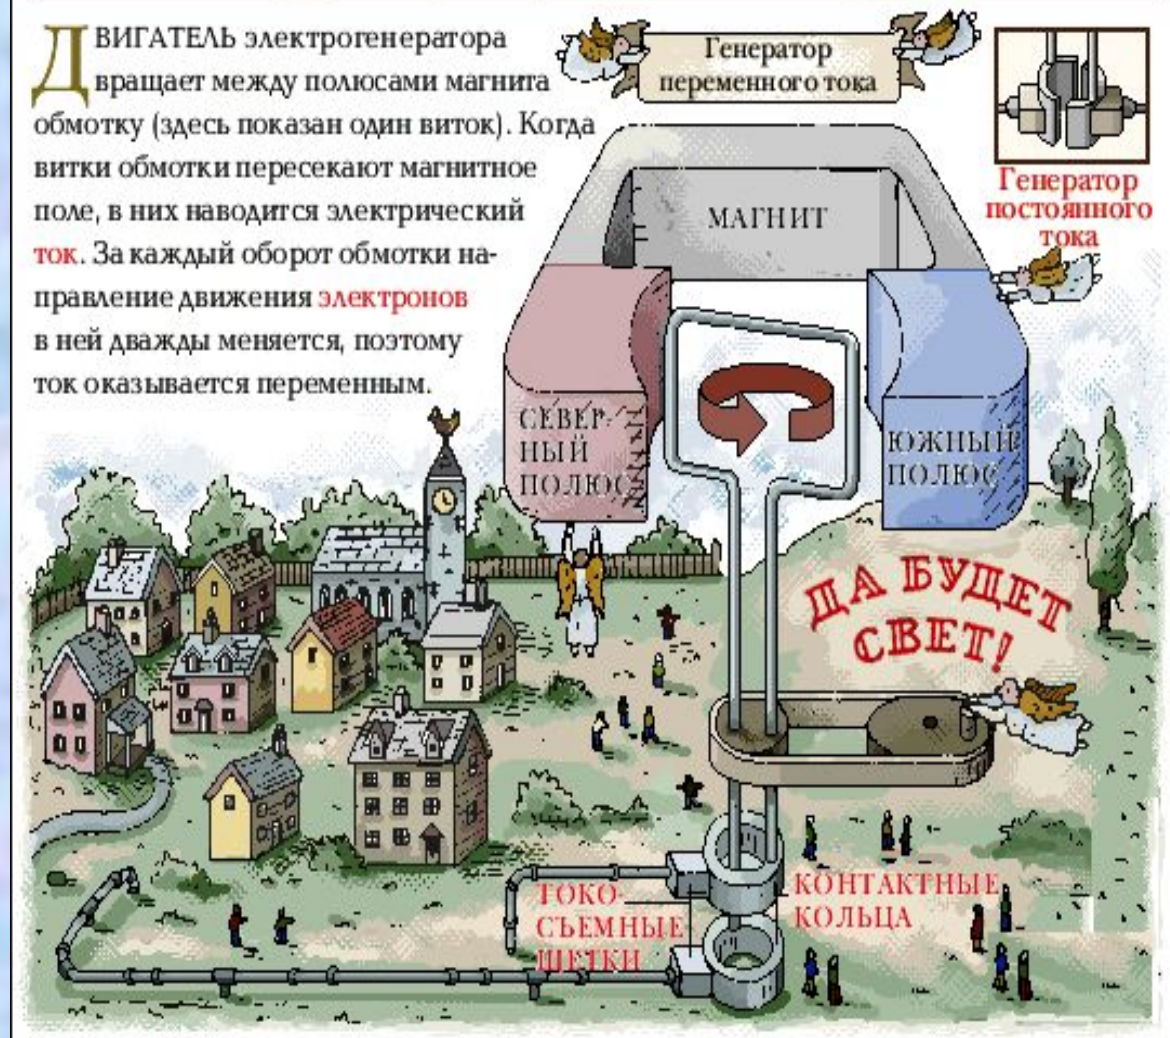 ДВИГАТЕЛЬ электрогенератора
вращает между полюсами магнита
обмотку (здесь показан один виток). Когда
витки обмотки пересекают магнитное
поле, в них наводится электрический
ток. За каждый оборот обмотки на-
правление движения электронов
в ней дважды меняется, поэтому
ток оказывается переменным.
Генератор
переменного тока
Генератор
постоянного
тока
МАГНИТ
СЕВЕР-
НЫЙ
ПОЛЮС
ЮЖНЫЙ
ПОЛЮС
ДА БУДЕТ
СВЕТ!
ТОКО-
СЪЕМНЫЕ
ЩЕТКИ
КОНТАКТНЫЕ
КОЛЬЦА